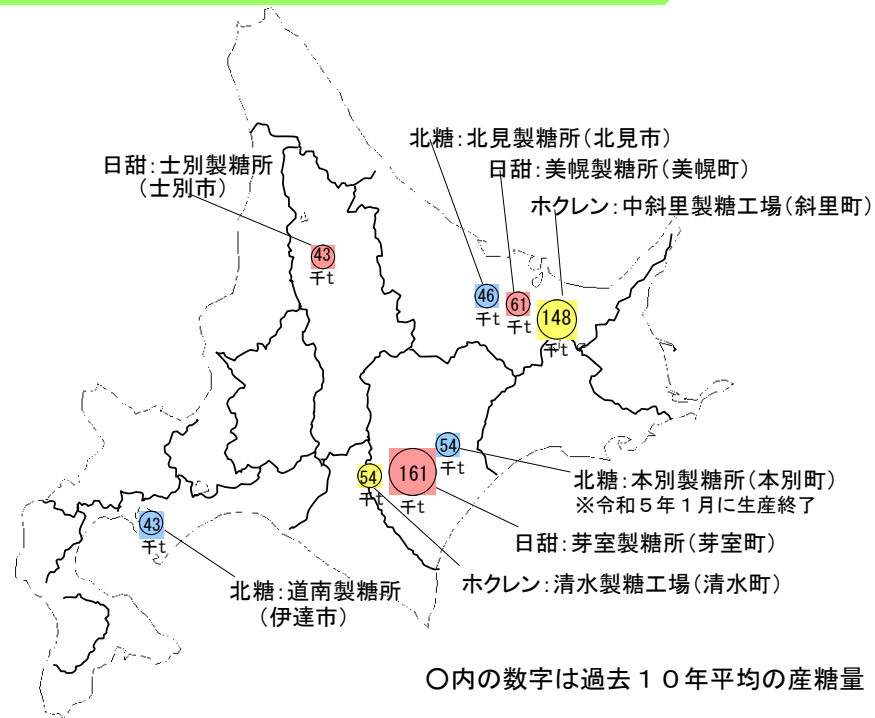 北糖：北見製糖所（北見市）
日甜：士別製糖所
（士別市）
日甜：美幌製糖所（美幌町）
ホクレン：中斜里製糖工場（斜里町）
43
千t
46
千t
61
千t
148
千t
54
千t
161
千t
54
千t
北糖：本別製糖所（本別町）
※令和５年１月に生産終了
43
千t
日甜：芽室製糖所（芽室町）
北糖：道南製糖所
（伊達市）
ホクレン：清水製糖工場（清水町）
〇内の数字は過去１０年平均の産糖量